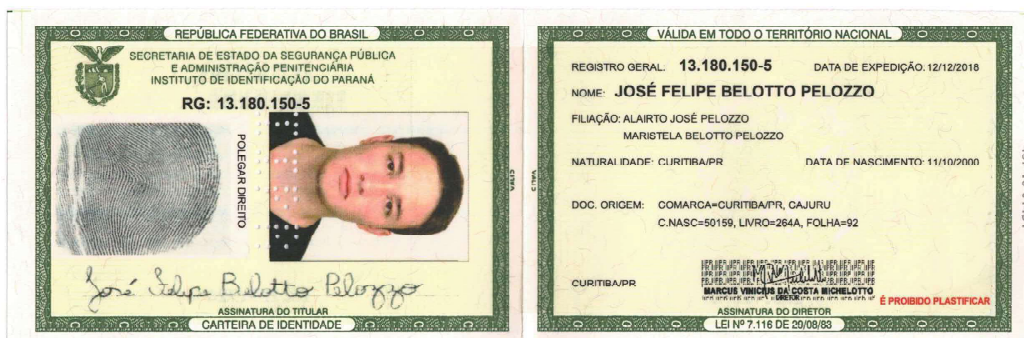 REPÚBLICA FEDERATIVA DO BRASIL
SECRETARIA DE ESTADO DA SEGURANÇA PÚBLICA
E ADMINISTRAÇÃO PENITENCIÁRIA
INSTITUTO DE IDENTIFICAÇÃO DO PARANÁ
RG: 13.180.150-5
POLEGAR DIREITO
José Felipe Belotto Pelozzo
ASSINATURA DO TITULAR
CARTEIRA DE IDENTIDADE
VÁLIDA EM TODO O TERRITÓRIO NACIONAL
REGISTRO GERAL: 13.180.150-5 DATA DE EXPEDIÇÃO: 12/12/2016
NOME: JOSÉ FELIPE BELOTTO PELOZZO
FILIAÇÃO: ALAIRTO JOSÉ PELOZZO
MARISTELA BELOTTO PELOZZO
NATURALIDADE: CURITIBA/PR DATA DE NASCIMENTO: 11/10/2000
DOC. ORIGEM: COMARCA=CURITIBA/PR, CAJURU
C.NASC=50159, LIVRO=264A, FOLHA=92
CURITIBA/PR
MARCUS VINICIUS DA COSTA MICHELOTTO
DIRETOR
É PROIBIDO PLASTIFICAR
ASSINATURA DO DIRETOR
LEI Nº 7.116 DE 29/08/83